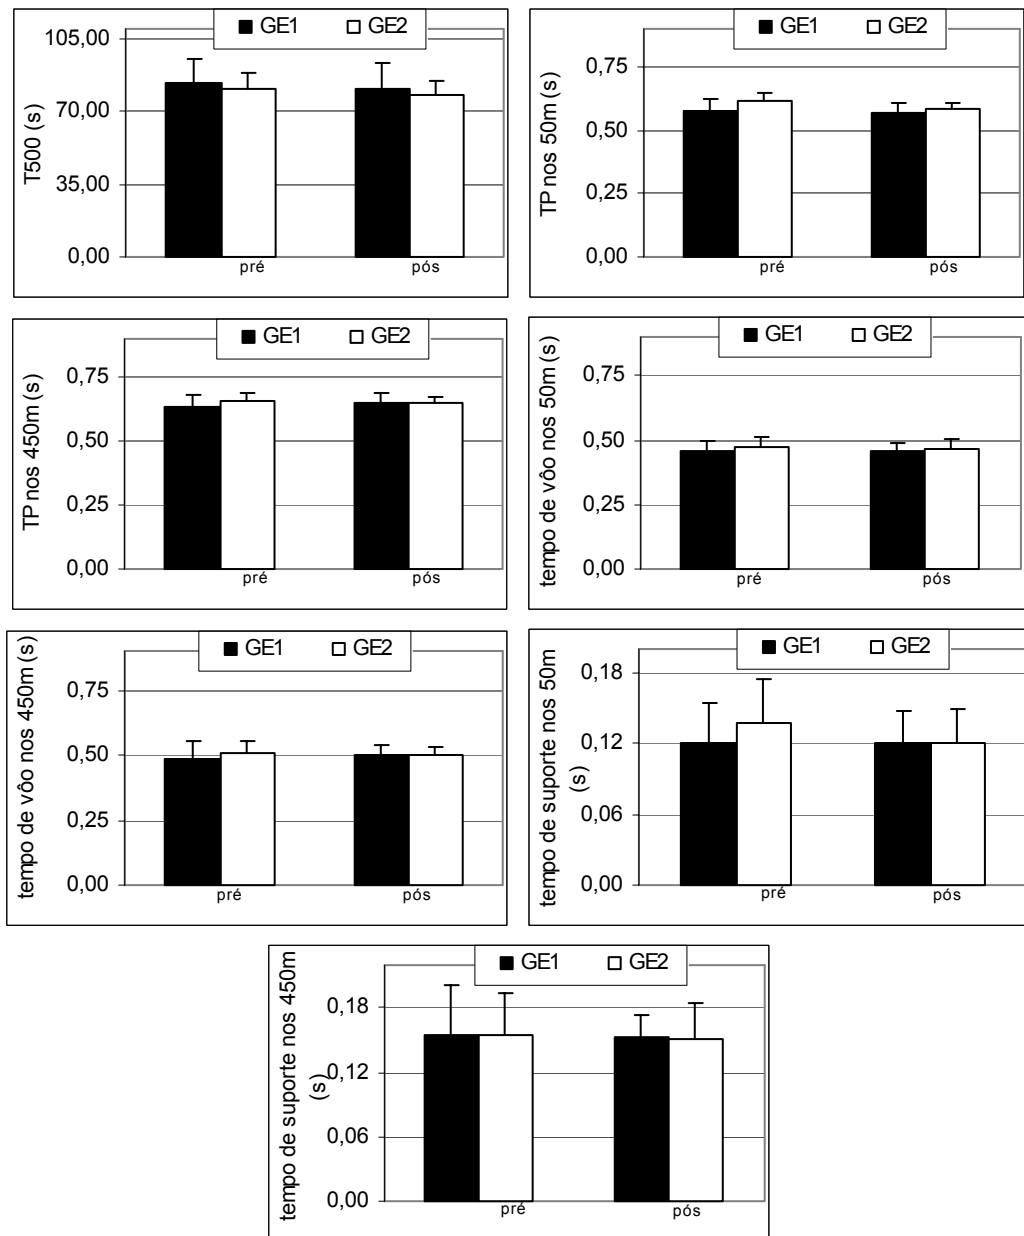 GE1 GE2
T500 (s)
105,00
70,00
35,00
0,00
pré pós
GE1 GE2
TP nos 50m (s)
0,75
0,50
0,25
0,00
pré pós
GE1 GE2
TP nos 450m (s)
0,75
0,50
0,25
0,00
pré pós
GE1 GE2
tempo de vôo nos 50m (s)
0,75
0,50
0,25
0,00
pré pós
GE1 GE2
tempo de vôo nos 450m (s)
0,75
0,50
0,25
0,00
pré pós
GE1 GE2
tempo de suporte nos 50m
(s)
0,18
0,12
0,06
0,00
pré pós
GE1 GE2
tempo de suporte nos 450m
(s)
0,18
0,12
0,06
0,00
pré pós